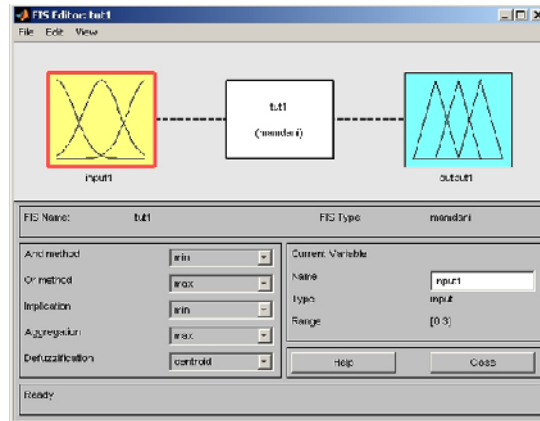 FIS Editor: tut1
File Edit View
tut1
(mamdani)
input1
output1
FIS Name: tut1 FIS Type: mamdani
And method min
Or method max
Implication min
Aggregation max
Defuzzification centroid
Current Variable
Name input1
Type input
Range [0 3]
Help Close
Ready